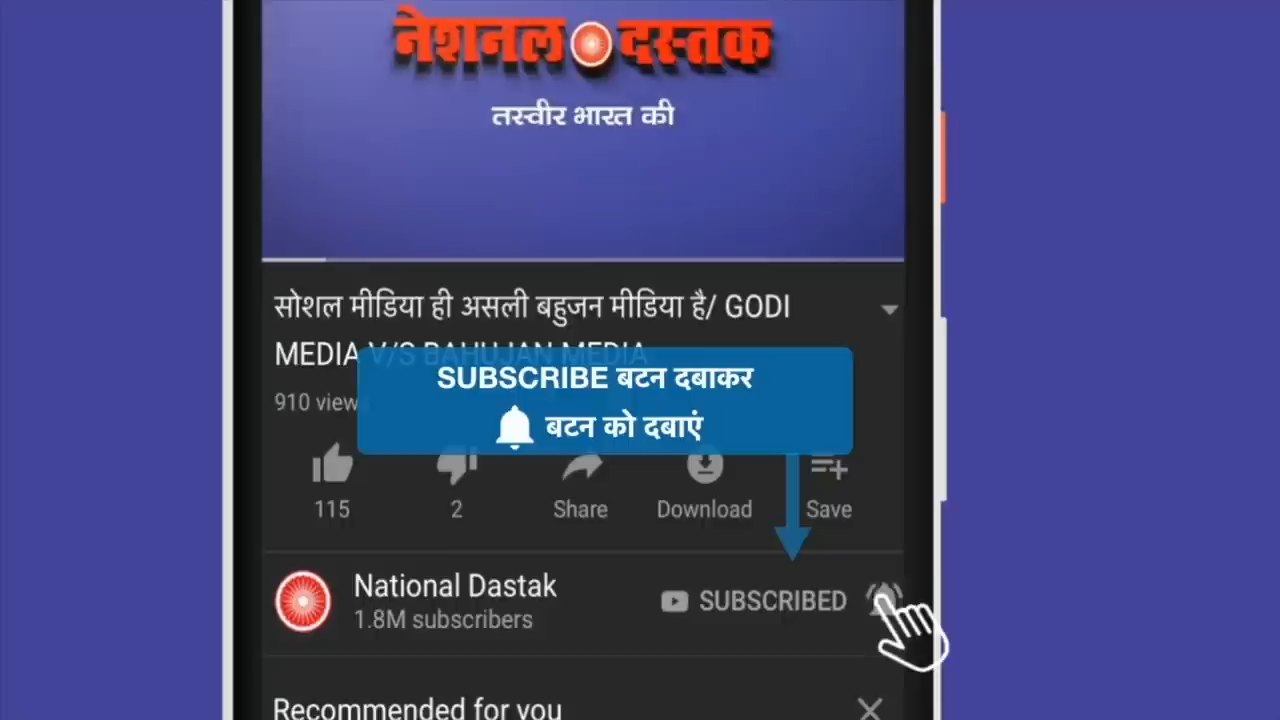 नेशनल दस्तक
तस्वीर भारत की
सोशल मीडिया ही असली बहुजन मीडिया है/ GODI
MEDIA V/S BAHUJAN MEDIA
910 view
SUBSCRIBE बटन दबाकर
बटन को दबाएं
115
2
Share
Download
Save
National Dastak
SUBSCRIBED
1.8M subscribers
Recommended for you